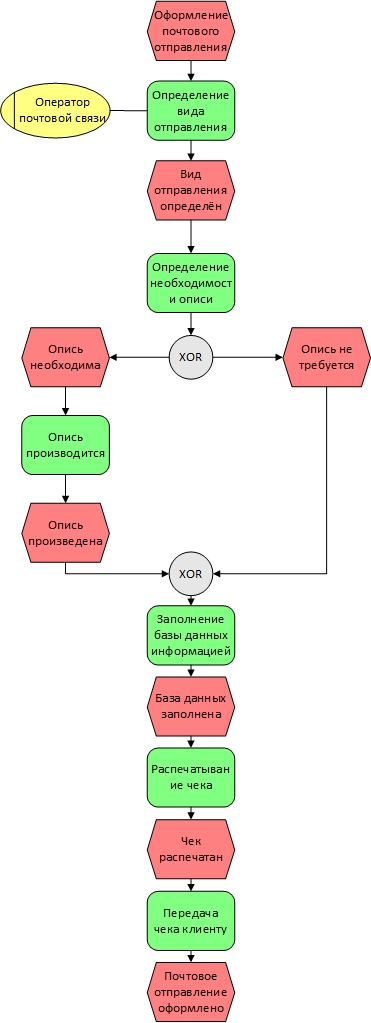 Оформление
почтового
отправления
Оператор
почтовой связи
Определение
вида
отправления
Вид
отправления
определён
Определение
необходимост
и описи
XOR
Опись
необходима
Опись не
требуется
Опись
производится
Опись
произведена
XOR
Заполнение
базы данных
информацией
База данных
заполнена
Распечатыван
ие чека
Чек
распечатан
Передача
чека клиенту
Почтовое
отправление
оформлено